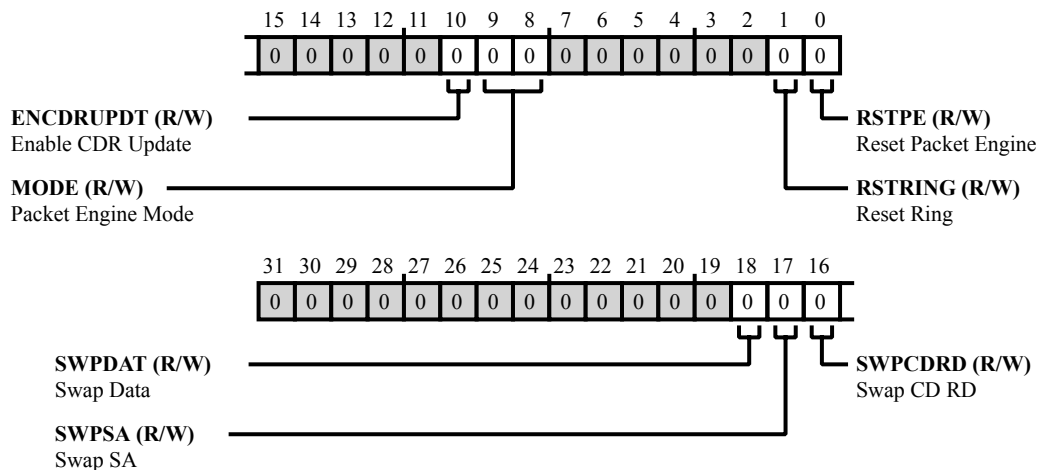 15 14 13 12 11 10 9 8 7 6 5 4 3 2 1 0
0 0 0 0 0 0 0 0 0 0 0 0 0 0 0 0
ENCDRUPDT (R/W)
Enable CDR Update
RSTPE (R/W)
Reset Packet Engine
MODE (R/W)
Packet Engine Mode
RSTRING (R/W)
Reset Ring
31 30 29 28 27 26 25 24 23 22 21 20 19 18 17 16
0 0 0 0 0 0 0 0 0 0 0 0 0 0 0 0
SWPDAT (R/W)
Swap Data
SWPCDRD (R/W)
Swap CD RD
SWPSA (R/W)
Swap SA